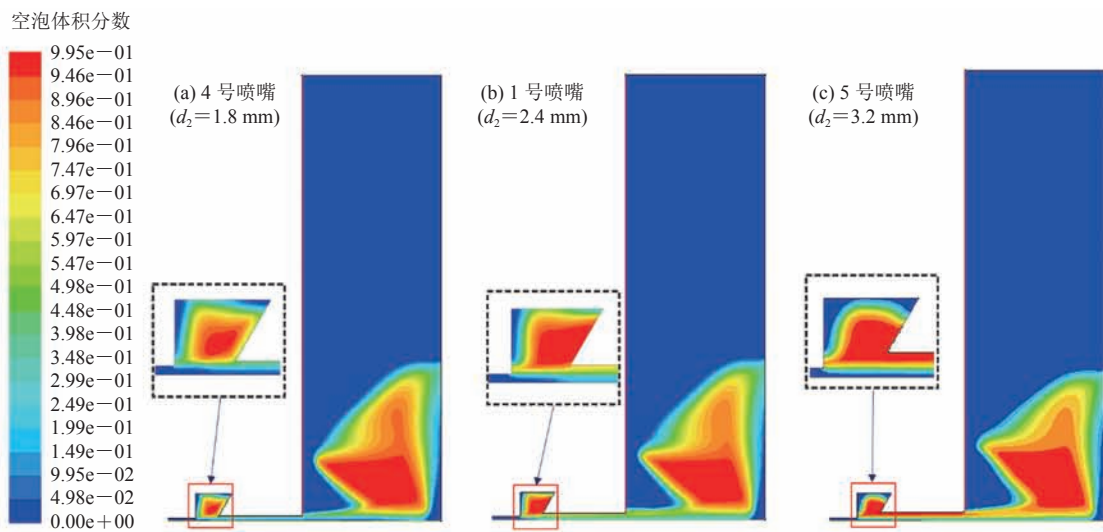 空泡体积分数
9.95e－01
9.46e－01
8.96e－01
8.46e－01
7.96e－01
7.47e－01
6.97e－01
6.47e－01
5.97e－01
5.47e－01
4.98e－01
4.48e－01
3.98e－01
3.48e－01
2.99e－01
2.49e－01
1.99e－01
1.49e－01
9.95e－02
4.98e－02
0.00e＋00
(a) 4 号喷嘴
(d₂＝1.8 mm)
(b) 1 号喷嘴
(d₂＝2.4 mm)
(c) 5 号喷嘴
(d₂＝3.2 mm)